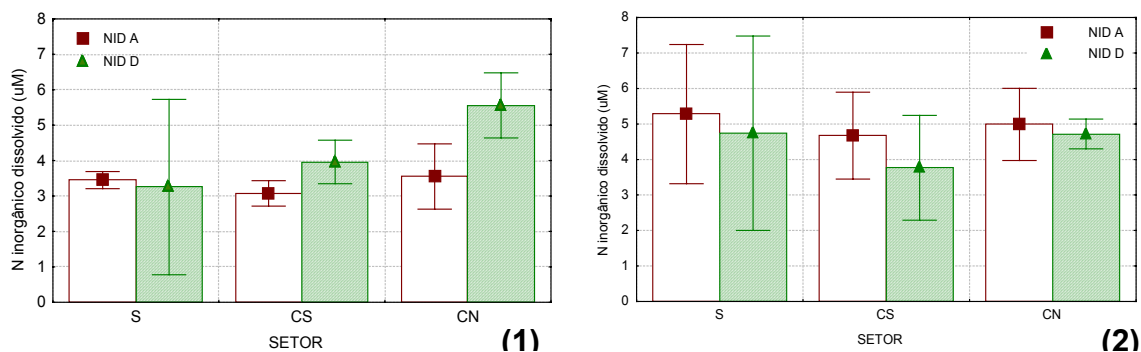 N inorgânico dissolvido (uM)
8
7
6
5
4
3
2
1
0
NID A
NID D
S
CS
CN
SETOR
(1)
N inorgânico dissolvido (uM)
8
7
6
5
4
3
2
1
0
NID A
NID D
S
CS
CN
SETOR
(2)